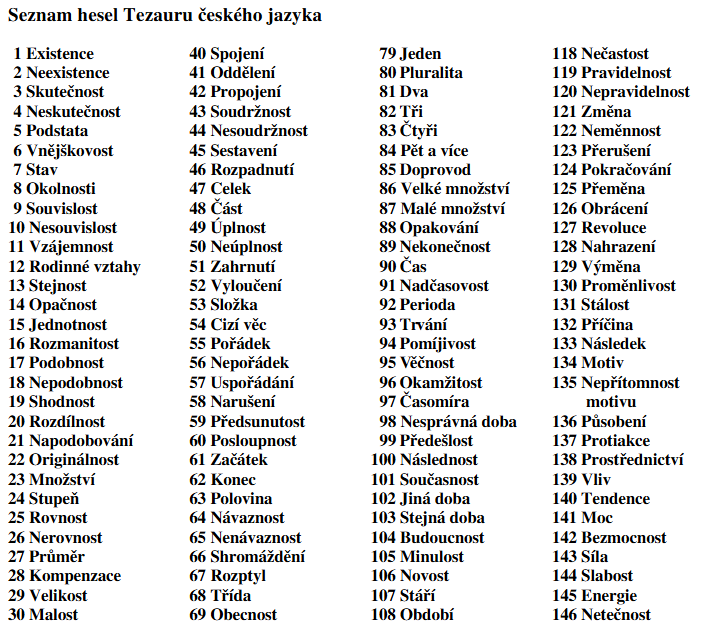 Seznam hesel Tezauru českého jazyka
1 Existence
2 Neexistence
3 Skutečnost
4 Neskutečnost
5 Podstata
6 Vnějškovost
7 Stav
8 Okolnosti
9 Souvislost
10 Nesouvislost
11 Vzájemnost
12 Rodinné vztahy
13 Stejnost
14 Opačnost
15 Jednotnost
16 Rozmanitost
17 Podobnost
18 Nepodobnost
19 Shodnost
20 Rozdílnost
21 Napodobování
22 Originálnost
23 Množství
24 Stupeň
25 Rovnost
26 Nerovnost
27 Průměr
28 Kompenzace
29 Velikost
30 Malost
40 Spojení
41 Oddělení
42 Propojení
43 Soudržnost
44 Nesoudržnost
45 Sestavení
46 Rozpadnutí
47 Celek
48 Část
49 Úplnost
50 Neúplnost
51 Zahrnutí
52 Vyloučení
53 Složka
54 Cizí věc
55 Pořádek
56 Nepořádek
57 Uspořádání
58 Narušení
59 Předsunutost
60 Posloupnost
61 Začátek
62 Konec
63 Polovina
64 Návaznost
65 Nenávaznost
66 Shromáždění
67 Rozptyl
68 Třída
69 Obecnost
79 Jeden
80 Pluralita
81 Dva
82 Tři
83 Čtyři
84 Pět a více
85 Doprovod
86 Velké množství
87 Malé množství
88 Opakování
89 Nekonečnost
90 Čas
91 Nadčasovost
92 Perioda
93 Trvání
94 Pomíjivost
95 Věčnost
96 Okamžitost
97 Časomíra
98 Nesprávná doba
99 Předešlost
100 Následnost
101 Současnost
102 Jiná doba
103 Stejná doba
104 Budoucnost
105 Minulost
106 Novost
107 Stáří
108 Období
118 Nečastost
119 Pravidelnost
120 Nepravidelnost
121 Změna
122 Neměnnost
123 Přerušení
124 Pokračování
125 Přeměna
126 Obrácení
127 Revoluce
128 Nahrazení
129 Výměna
130 Proměnlivost
131 Stálost
132 Příčina
133 Následek
134 Motiv
135 Nepřítomnost
motivu
136 Působení
137 Protiakce
138 Prostřednictví
139 Vliv
140 Tendence
141 Moc
142 Bezmocnost
143 Síla
144 Slabost
145 Energie
146 Netečnost